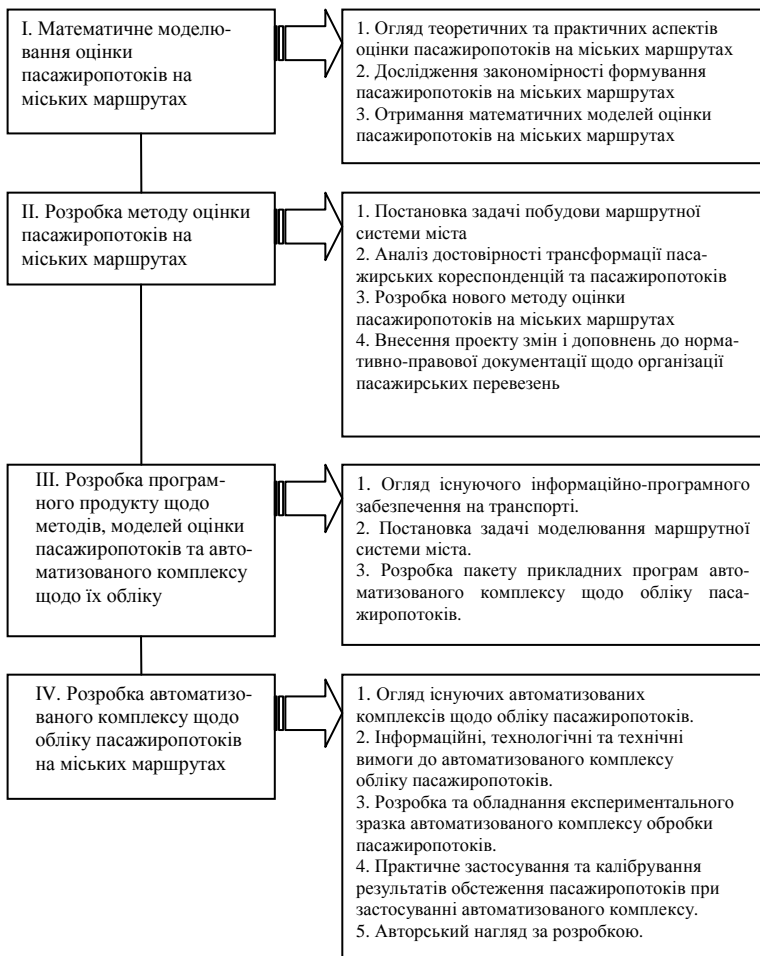 I. Математичне моделю-
вання оцінки
пасажиропотоків на
міських маршрутах
1. Огляд теоретичних та практичних аспектів
оцінки пасажиропотоків на міських маршрутах
2. Дослідження закономірності формування
пасажиропотоків на міських маршрутах
3. Отримання математичних моделей оцінки
пасажиропотоків на міських маршрутах
II. Розробка методу оцінки
пасажиропотоків на
міських маршрутах
1. Постановка задачі побудови маршрутної
системи міста
2. Аналіз достовірності трансформації паса-
жирських кореспонденцій та пасажиропотоків
3. Розробка нового методу оцінки
пасажиропотоків на міських маршрутах
4. Внесення проекту змін і доповнень до норма-
тивно-правової документації щодо організації
пасажирських перевезень
III. Розробка програм-
ного продукту щодо
методів, моделей оцінки
пасажиропотоків та авто-
матизованого комплексу
щодо їх обліку
1. Огляд існуючого інформаційно-програмного
забезпечення на транспорті.
2. Постановка задачі моделювання маршрутної
системи міста.
3. Розробка пакету прикладних програм авто-
матизованого комплексу щодо обліку паса-
жиропотоків.
IV. Розробка автоматизо-
ваного комплексу щодо
обліку пасажиропотоків
на міських маршрутах
1. Огляд існуючих автоматизованих
комплексів щодо обліку пасажиропотоків.
2. Інформаційні, технологічні та технічні
вимоги до автоматизованого комплексу
обліку пасажиропотоків.
3. Розробка та обладнання експериментального
зразка автоматизованого комплексу обробки
пасажиропотоків.
4. Практичне застосування та калібрування
результатів обстеження пасажиропотоків при
застосуванні автоматизованого комплексу.
5. Авторський нагляд за розробкою.